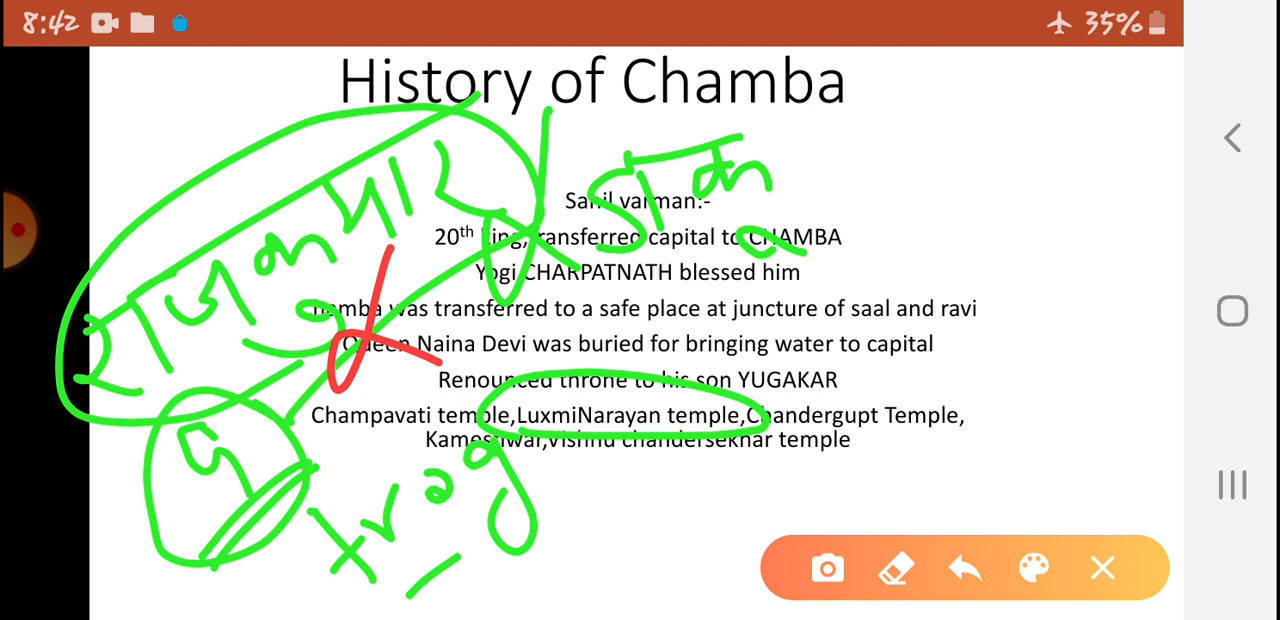 8:42 35%
History of Chamba
Sahil varman:-
20th king, transferred capital to CHAMBA
Yogi CHARPATNATH blessed him
Chamba was transferred to a safe place at juncture of saal and ravi
Queen Naina Devi was buried for bringing water to capital
Renounced throne to his son YUGAKAR
Champavati temple,LuxmiNarayan temple,Chandergupt Temple,
Kameshwar,Vishnu chandersekhar temple